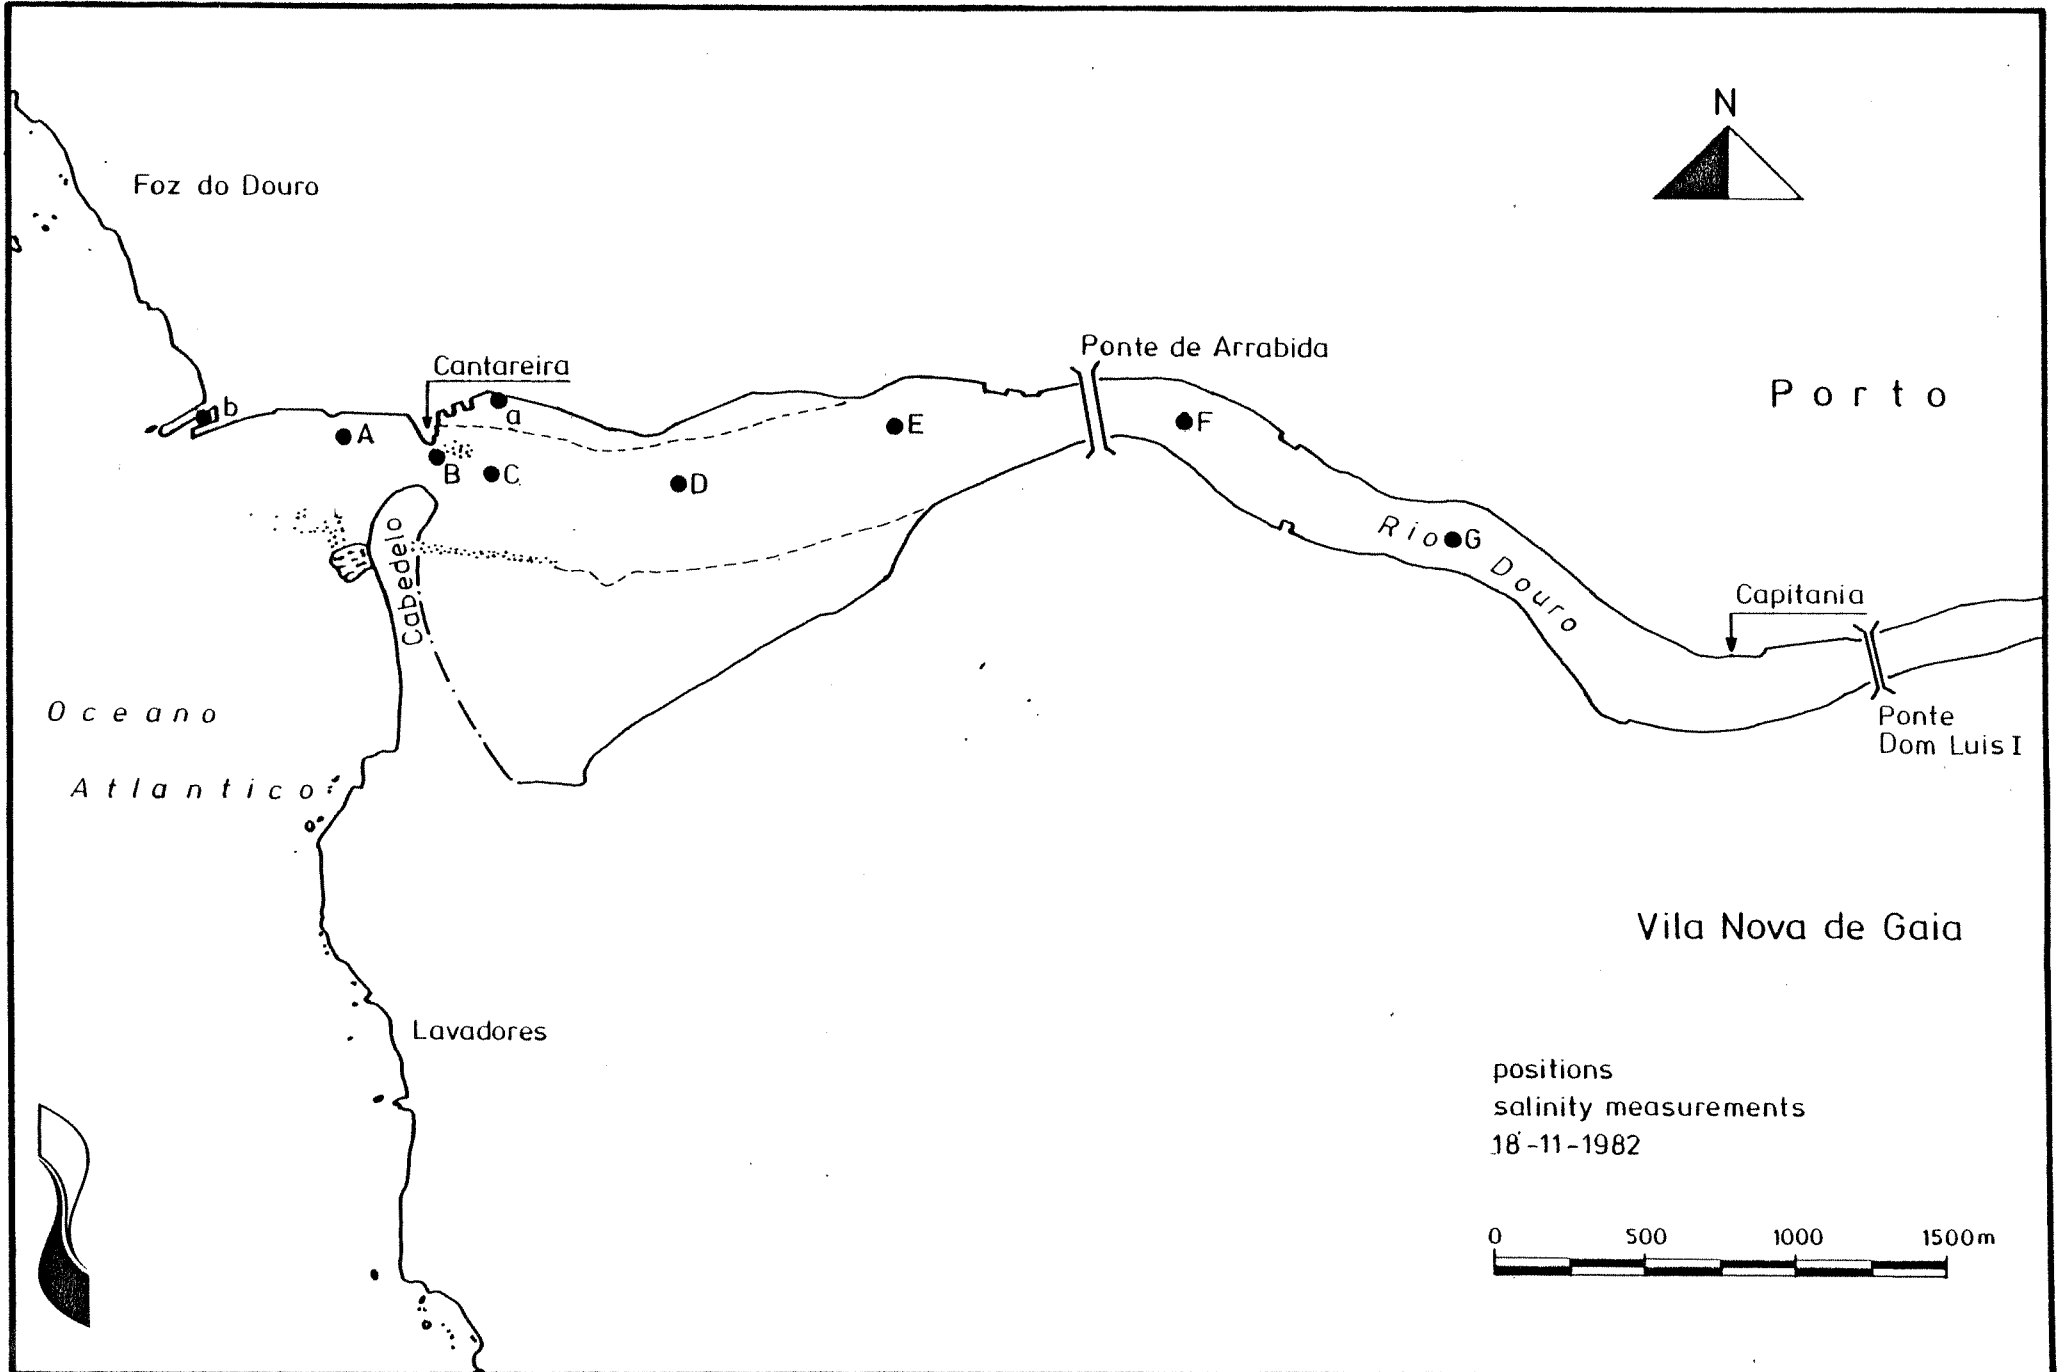 N
Foz do Douro
Ponte de Arrabida
Cantareira
Porto
b
a
A
E
F
B
C
D
Rio
G
Douro
Cabedelo
Capitania
Oceano
Atlantico
Ponte
Dom Luis I
Vila Nova de Gaia
Lavadores
positions
salinity measurements
18-11-1982
0 500 1000 1500m